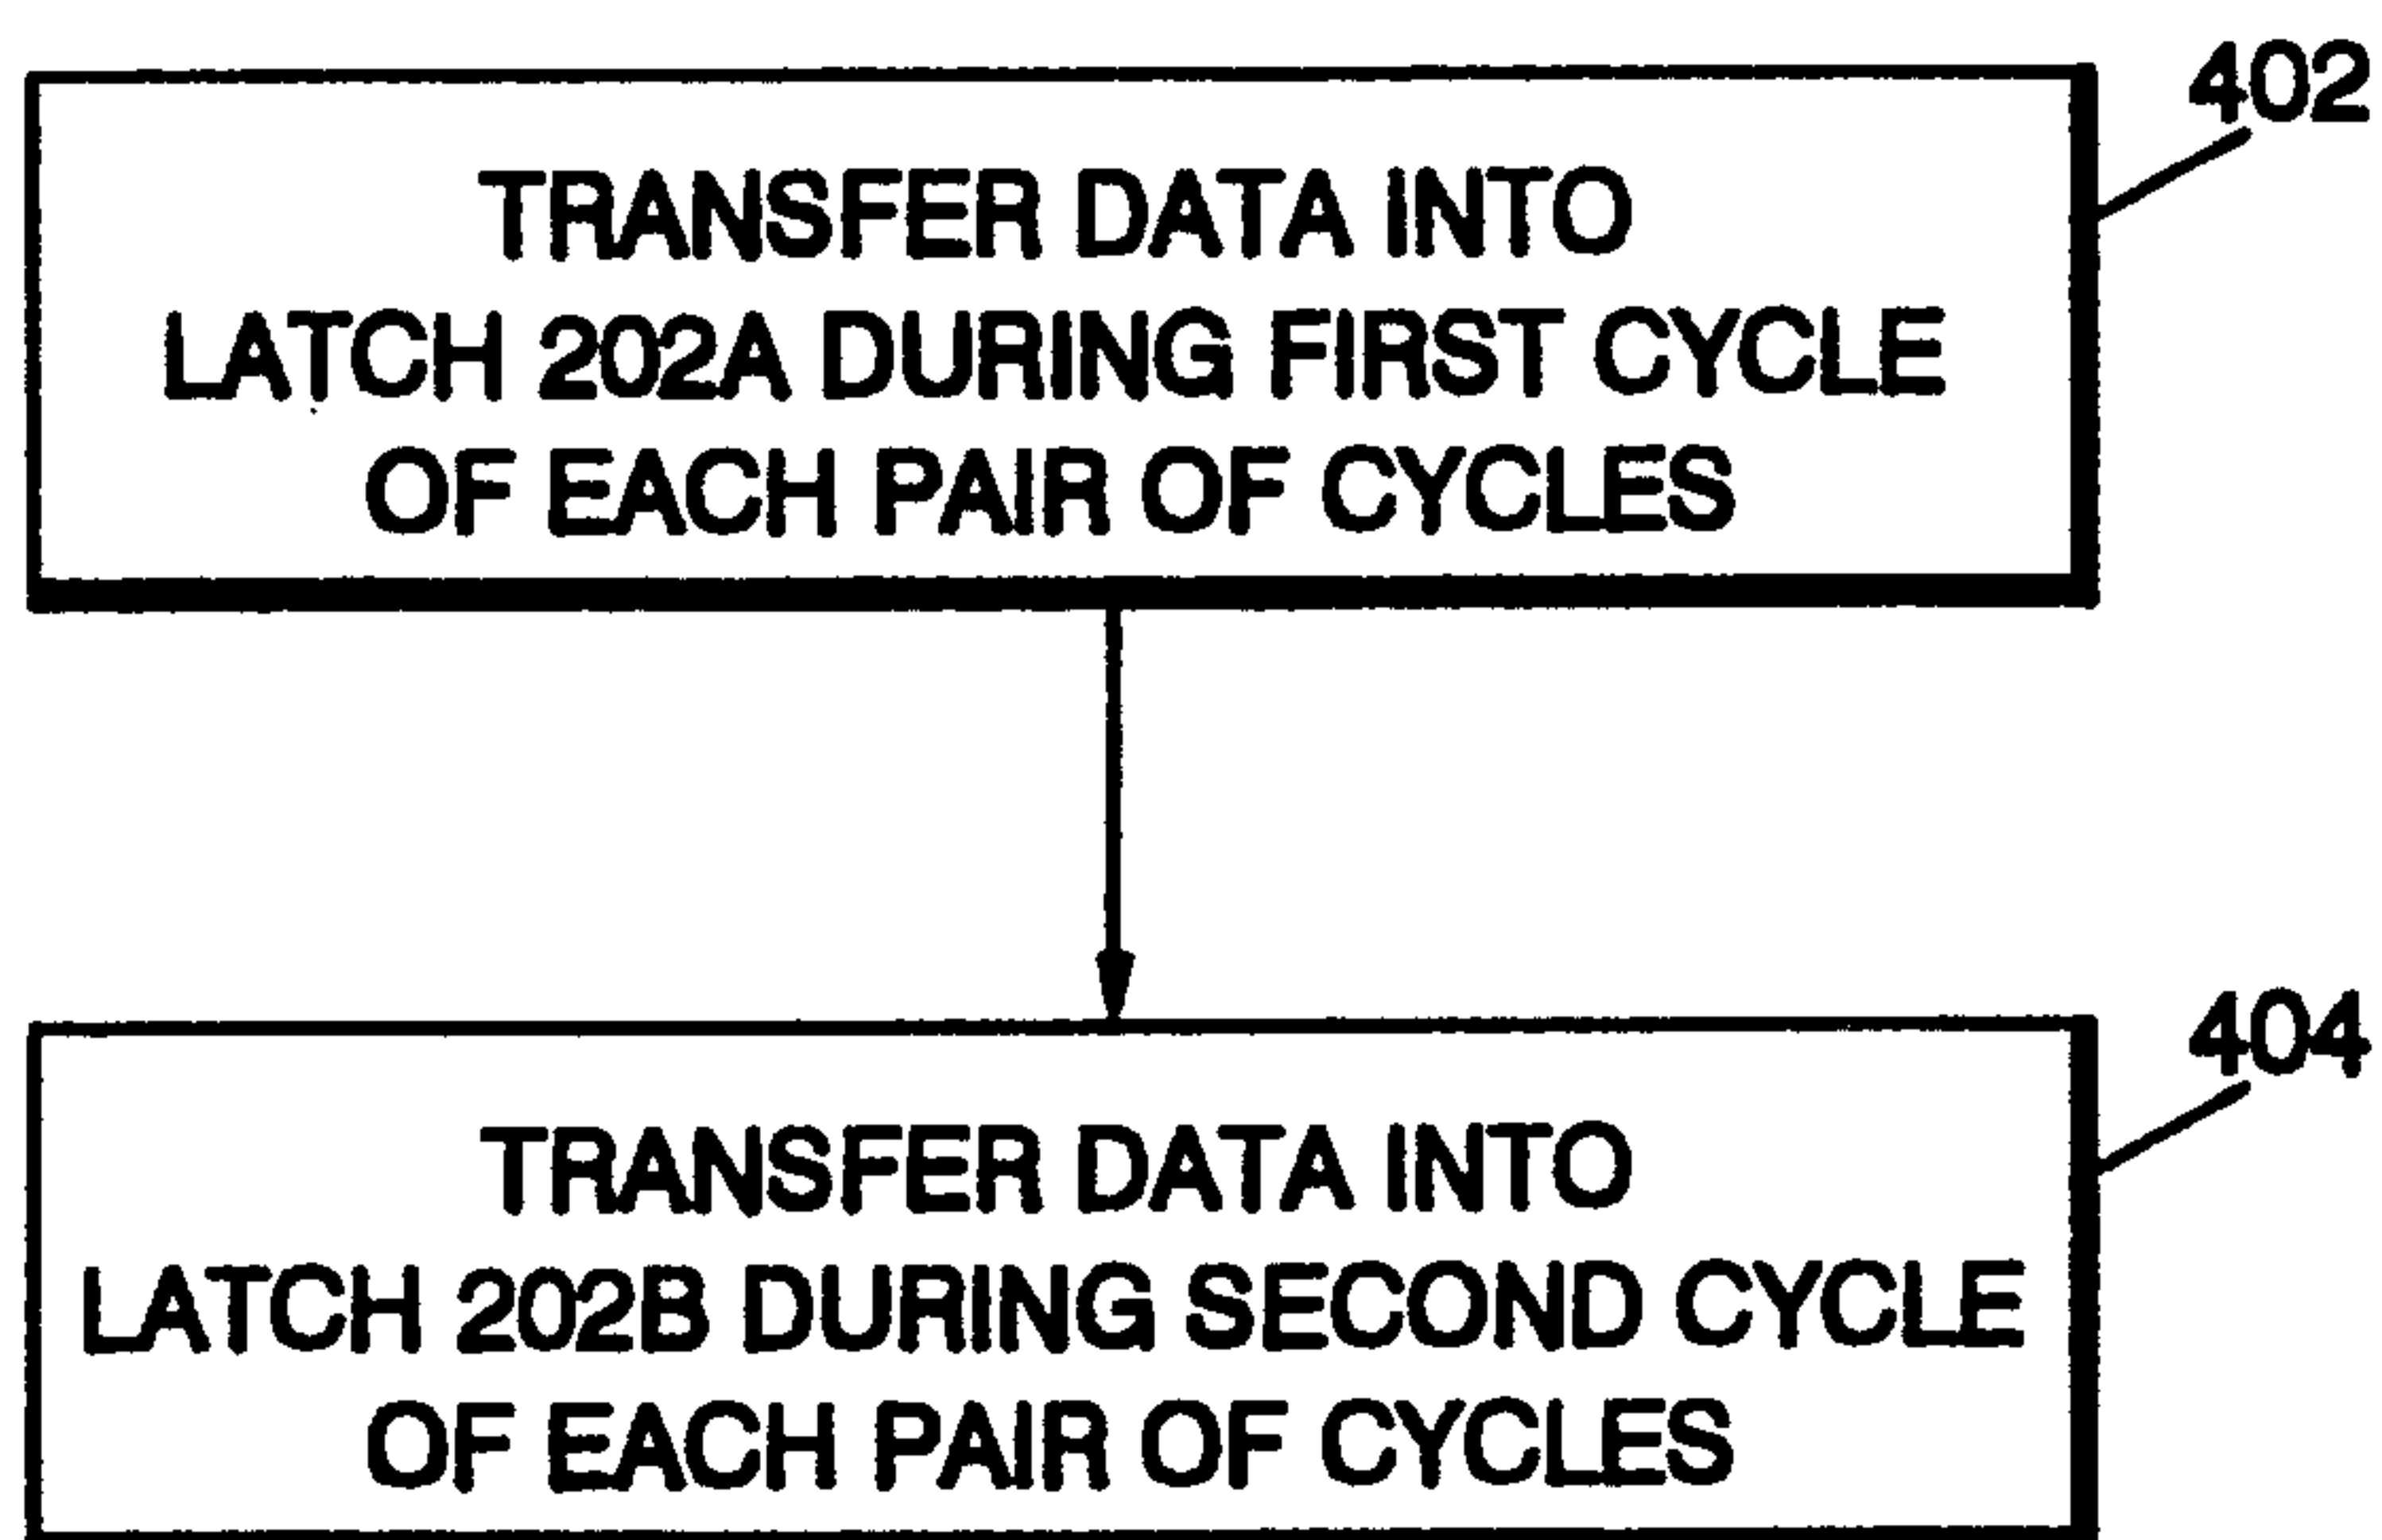 402
TRANSFER DATA INTO
LATCH 202A DURING FIRST CYCLE
OF EACH PAIR OF CYCLES
404
TRANSFER DATA INTO
LATCH 202B DURING SECOND CYCLE
OF EACH PAIR OF CYCLES